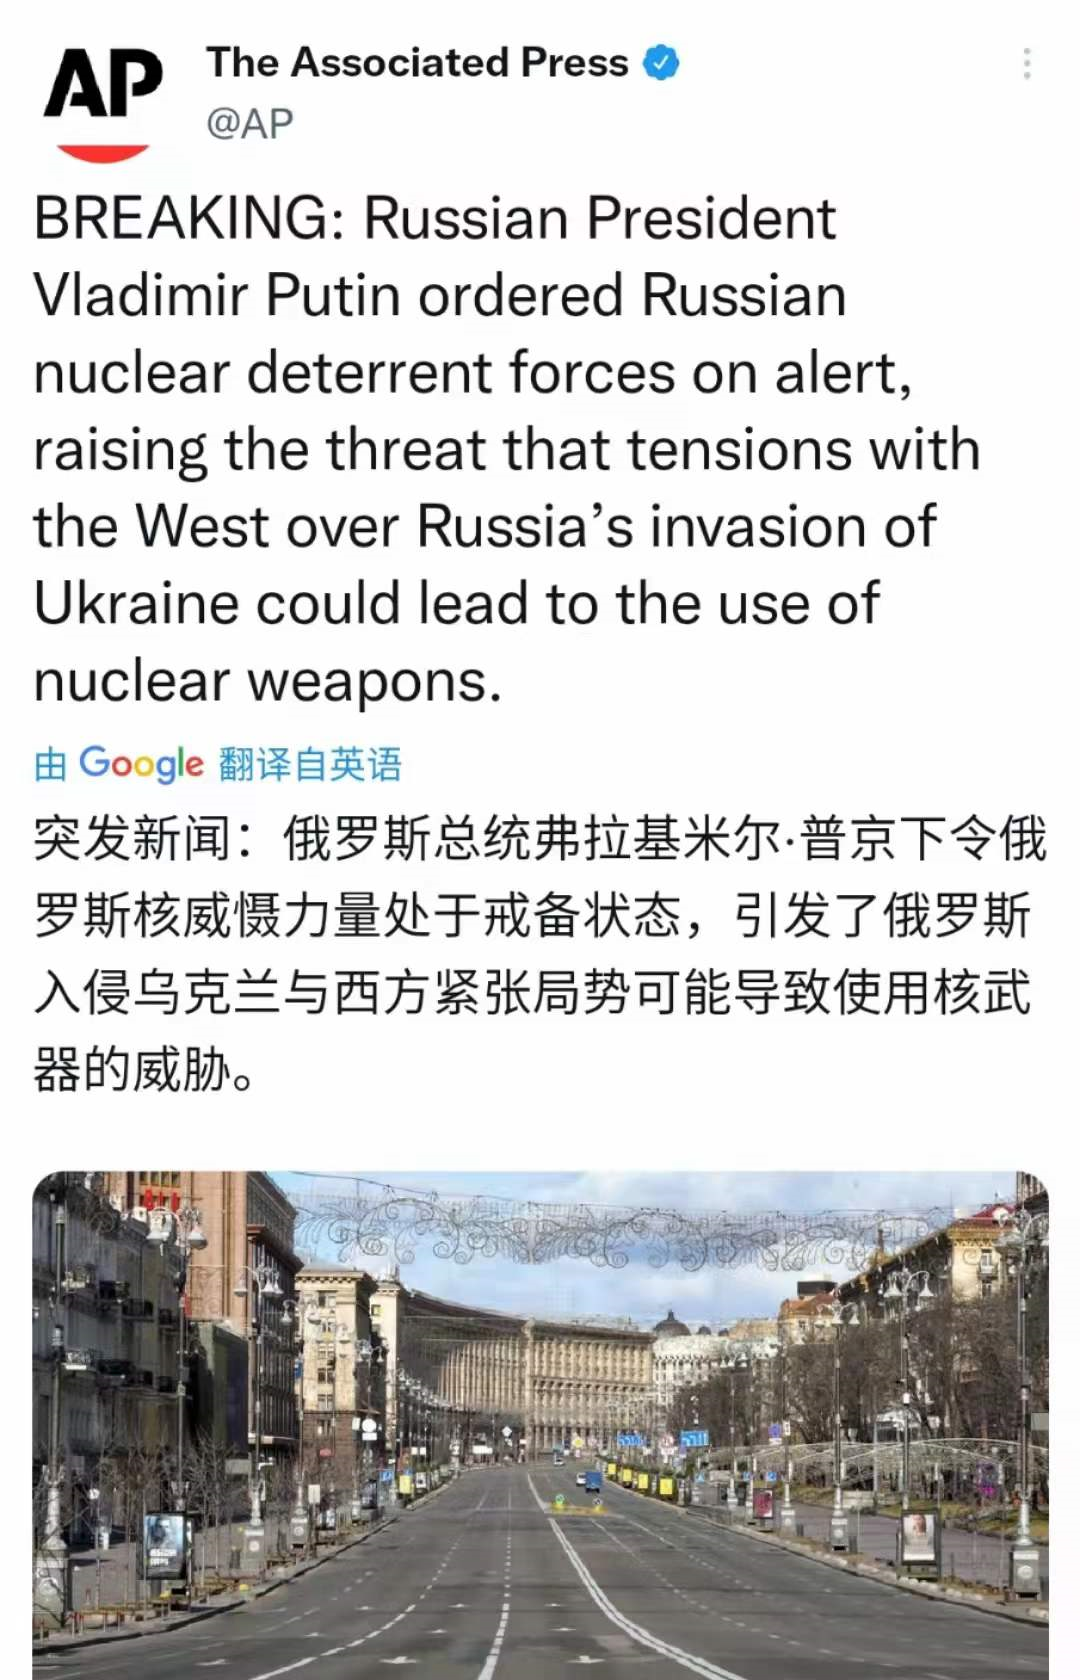 AP
The Associated Press
@AP
BREAKING: Russian President
Vladimir Putin ordered Russian
nuclear deterrent forces on alert,
raising the threat that tensions with
the West over Russia’s invasion of
Ukraine could lead to the use of
nuclear weapons.
由 Google 翻译自英语
突发新闻：俄罗斯总统弗拉基米尔·普京下令俄
罗斯核威慑力量处于戒备状态，引发了俄罗斯
入侵乌克兰与西方紧张局势可能导致使用核武
器的威胁。